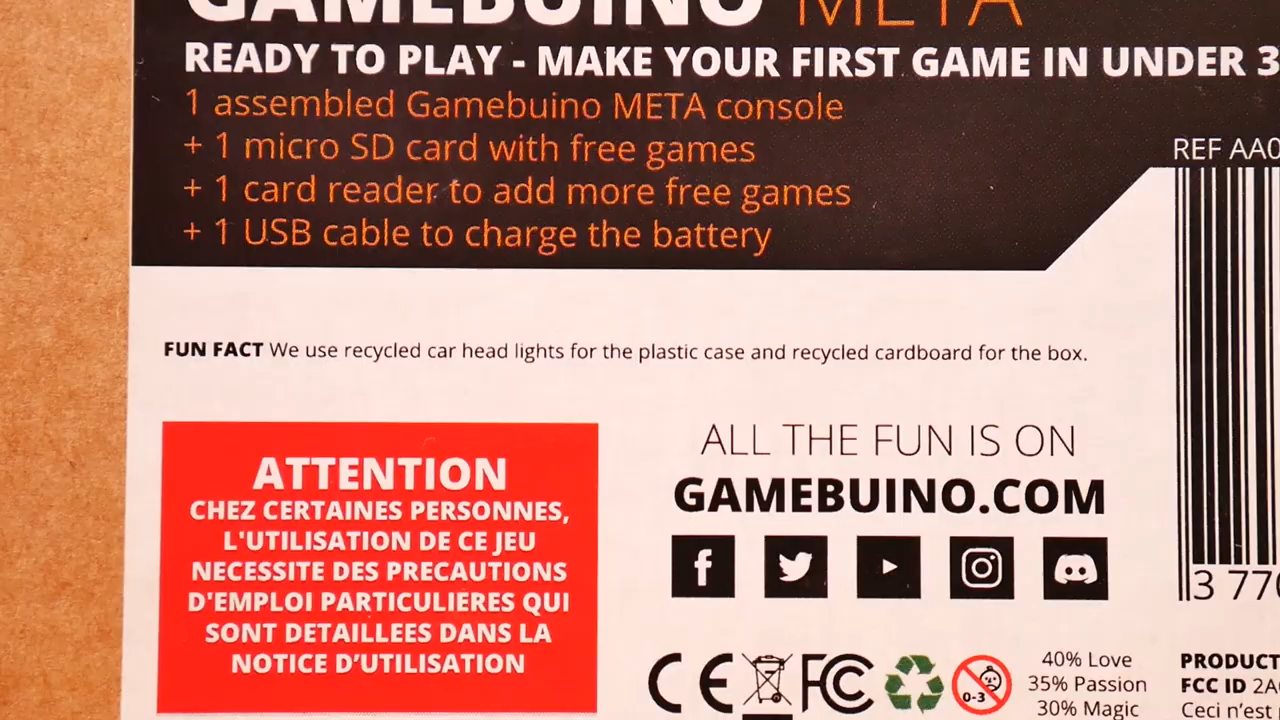 GAMEBUINO META
READY TO PLAY - MAKE YOUR FIRST GAME IN UNDER 3
1 assembled Gamebuino META console
+ 1 micro SD card with free games
+ 1 card reader to add more free games
+ 1 USB cable to charge the battery
REF AA0
FUN FACT We use recycled car head lights for the plastic case and recycled cardboard for the box.
ATTENTION
CHEZ CERTAINES PERSONNES,
L'UTILISATION DE CE JEU
NECESSITE DES PRECAUTIONS
D'EMPLOI PARTICULIERES QUI
SONT DETAILLEES DANS LA
NOTICE D’UTILISATION
ALL THE FUN IS ON
GAMEBUINO.COM
3 770
CE FC
0-3
40% Love
35% Passion
30% Magic
PRODUCT
FCC ID 2A
Ceci n'est